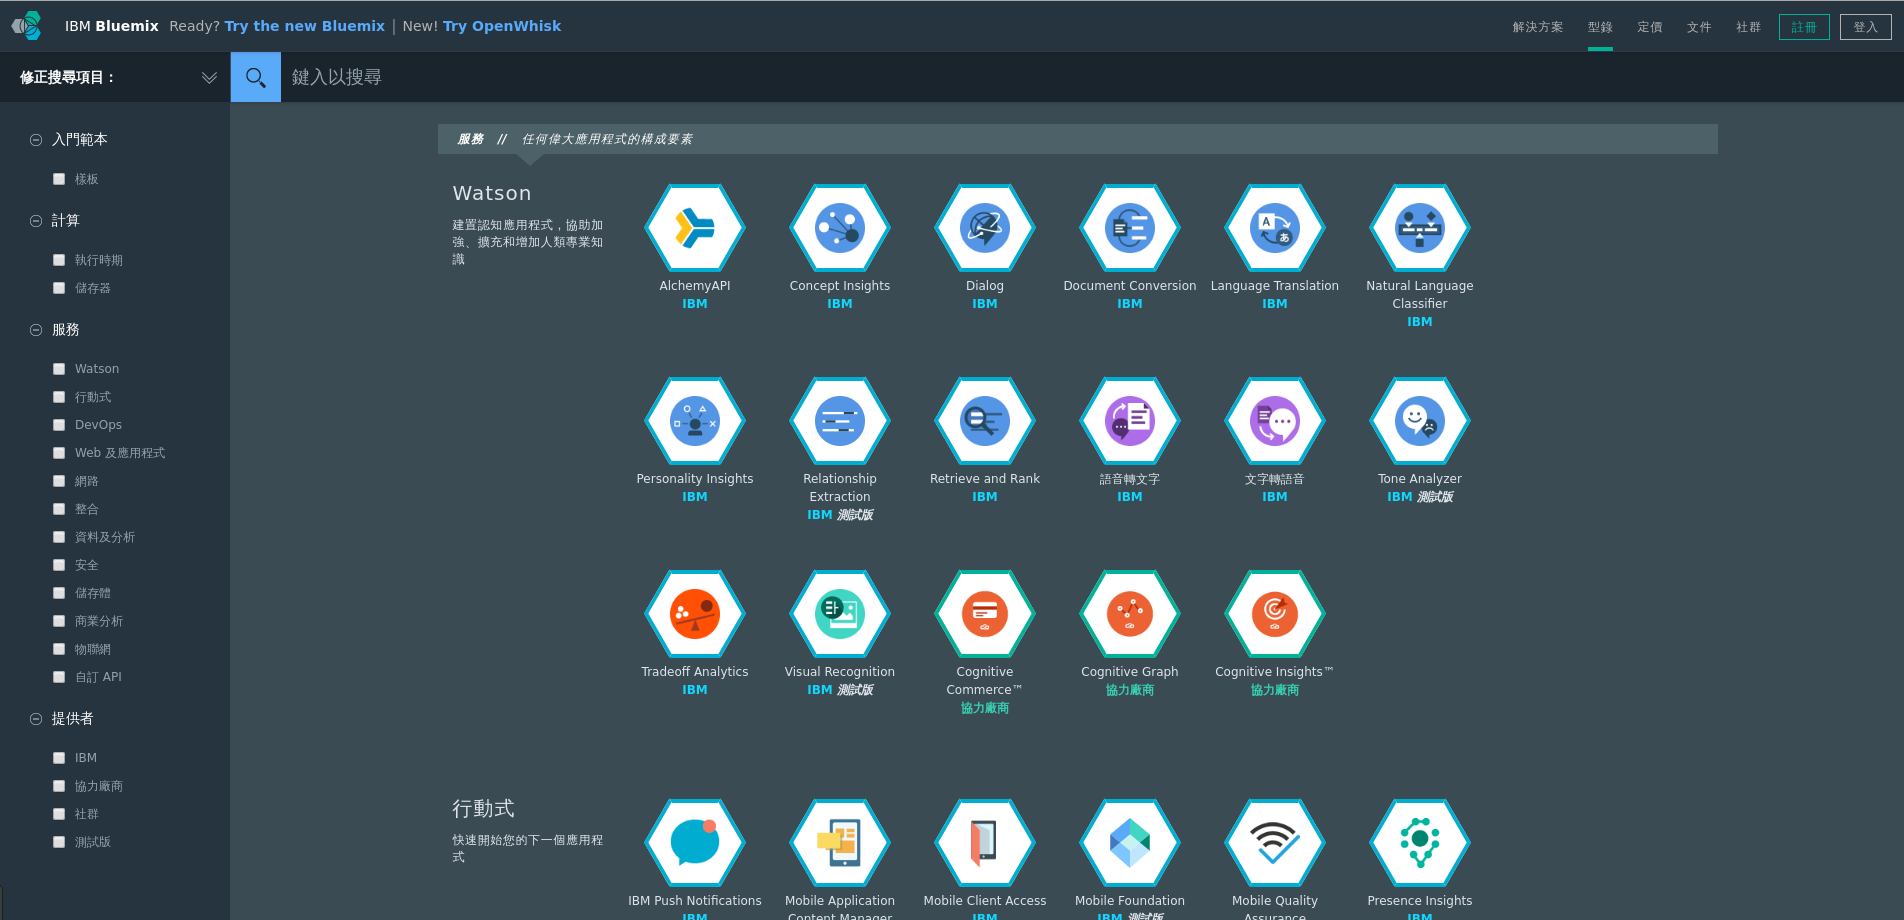 IBM Bluemix Ready? Try the new Bluemix | New! Try OpenWhisk 解決方案 型錄 定價 文件 社群 註冊 登入
修正搜尋項目： 鍵入以搜尋
入門範本
樣板
計算
執行時期
儲存器
服務
Watson
行動式
DevOps
Web 及應用程式
網路
整合
資料及分析
安全
儲存體
商業分析
物聯網
自訂 API
提供者
IBM
協力廠商
社群
測試版
服務 // 任何偉大應用程式的構成要素
Watson
建置認知應用程式，協助加
強、擴充和增加人類專業知
識
AlchemyAPI
IBM
Concept Insights
IBM
Dialog
IBM
Document Conversion
IBM
A
あ
Language Translation
IBM
Natural Language
Classifier
IBM
Personality Insights
IBM
Relationship
Extraction
IBM 測試版
Retrieve and Rank
IBM
語音轉文字
IBM
文字轉語音
IBM
Tone Analyzer
IBM 測試版
Tradeoff Analytics
IBM
Visual Recognition
IBM 測試版
Cognitive
Commerce™
協力廠商
Cognitive Graph
協力廠商
Cognitive Insights™
協力廠商
行動式
快速開始您的下一個應用程
式
IBM Push Notifications
IBM
Mobile Application
Content Manager
Mobile Client Access
IBM
Mobile Foundation
IBM 測試版
Mobile Quality
Assurance
Presence Insights
IBM